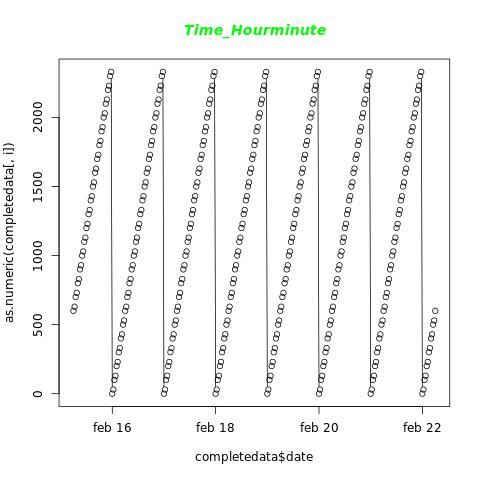 Time_Hourminute
as.numeric(completedata[, i])
2000
1500
1000
500
0
feb 16
feb 18
feb 20
feb 22
completedata$date